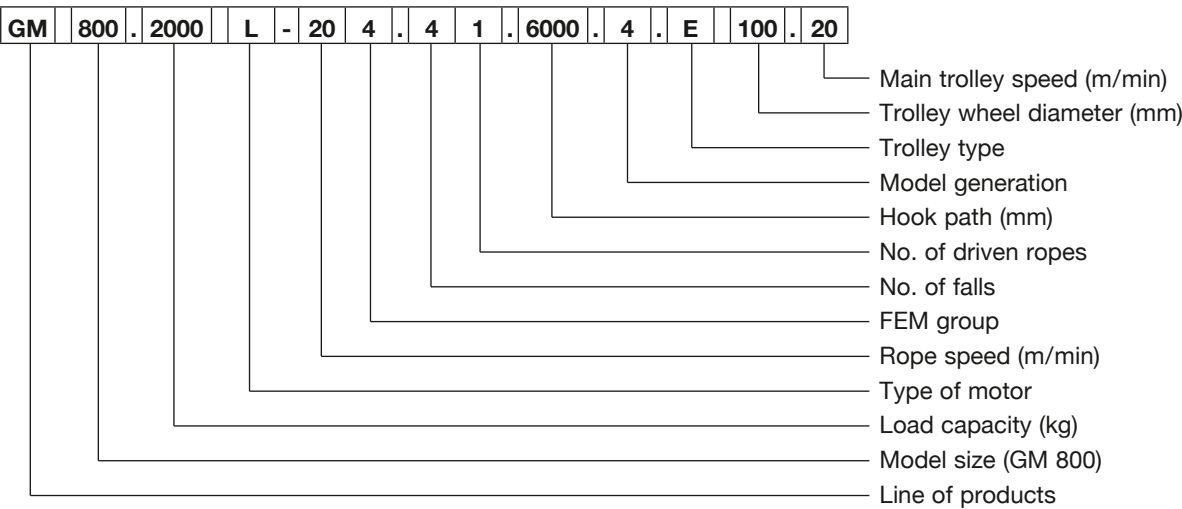 GM 800 . 2000 L - 20 4 . 4 1 . 6000 . 4 . E 100 . 20
Main trolley speed (m/min)
Trolley wheel diameter (mm)
Trolley type
Model generation
Hook path (mm)
No. of driven ropes
No. of falls
FEM group
Rope speed (m/min)
Type of motor
Load capacity (kg)
Model size (GM 800)
Line of products